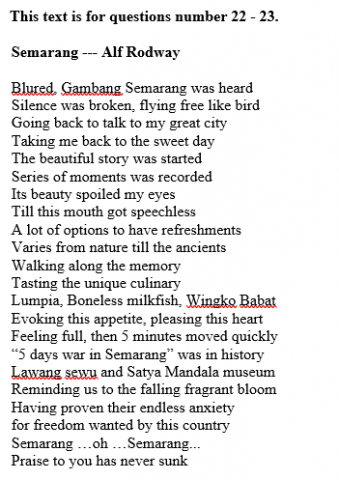 This text is for questions number 22 - 23.
Semarang --- Alf Rodway
Blured, Gambang Semarang was heard
Silence was broken, flying free like bird
Going back to talk to my great city
Taking me back to the sweet day
The beautiful story was started
Series of moments was recorded
Its beauty spoiled my eyes
Till this mouth got speechless
A lot of options to have refreshments
Varies from nature till the ancients
Walking along the memory
Tasting the unique culinary
Lumpia, Boneless milkfish, Wingko Babat
Evoking this appetite, pleasing this heart
Feeling full, then 5 minutes moved quickly
“5 days war in Semarang” was in history
Lawang sewu and Satya Mandala museum
Reminding us to the falling fragrant bloom
Having proven their endless anxiety
for freedom wanted by this country
Semarang …oh …Semarang...
Praise to you has never sunk